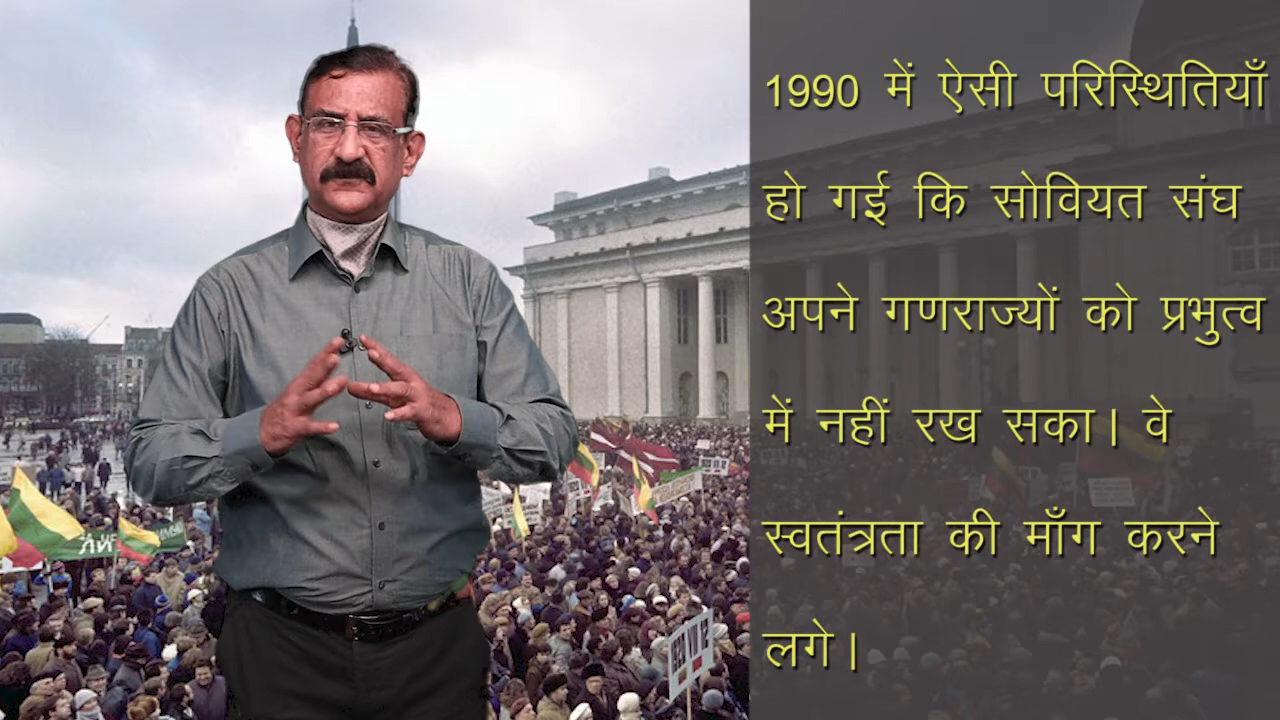 1990 में ऐसी परिस्थितियाँ
हो गई कि सोवियत संघ
अपने गणराज्यों को प्रभुत्व
में नहीं रख सका। वे
स्वतंत्रता की माँग करने
लगे।